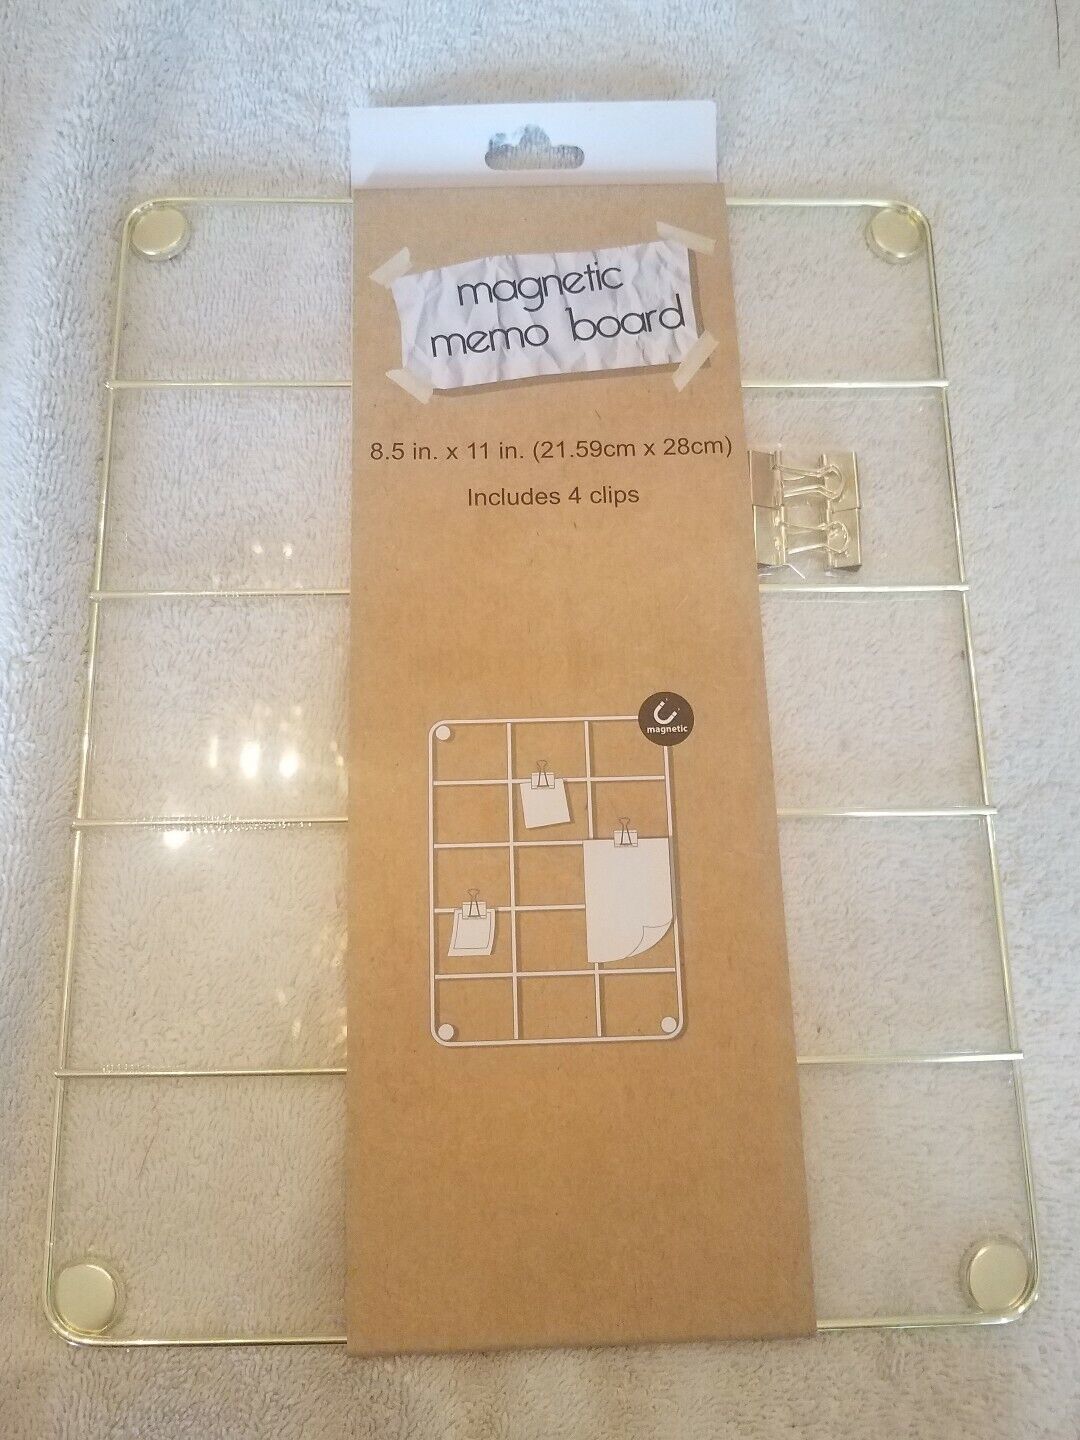 magnetic
memo board
8.5 in. x 11 in. (21.59cm x 28cm)
Includes 4 clips
magnetic